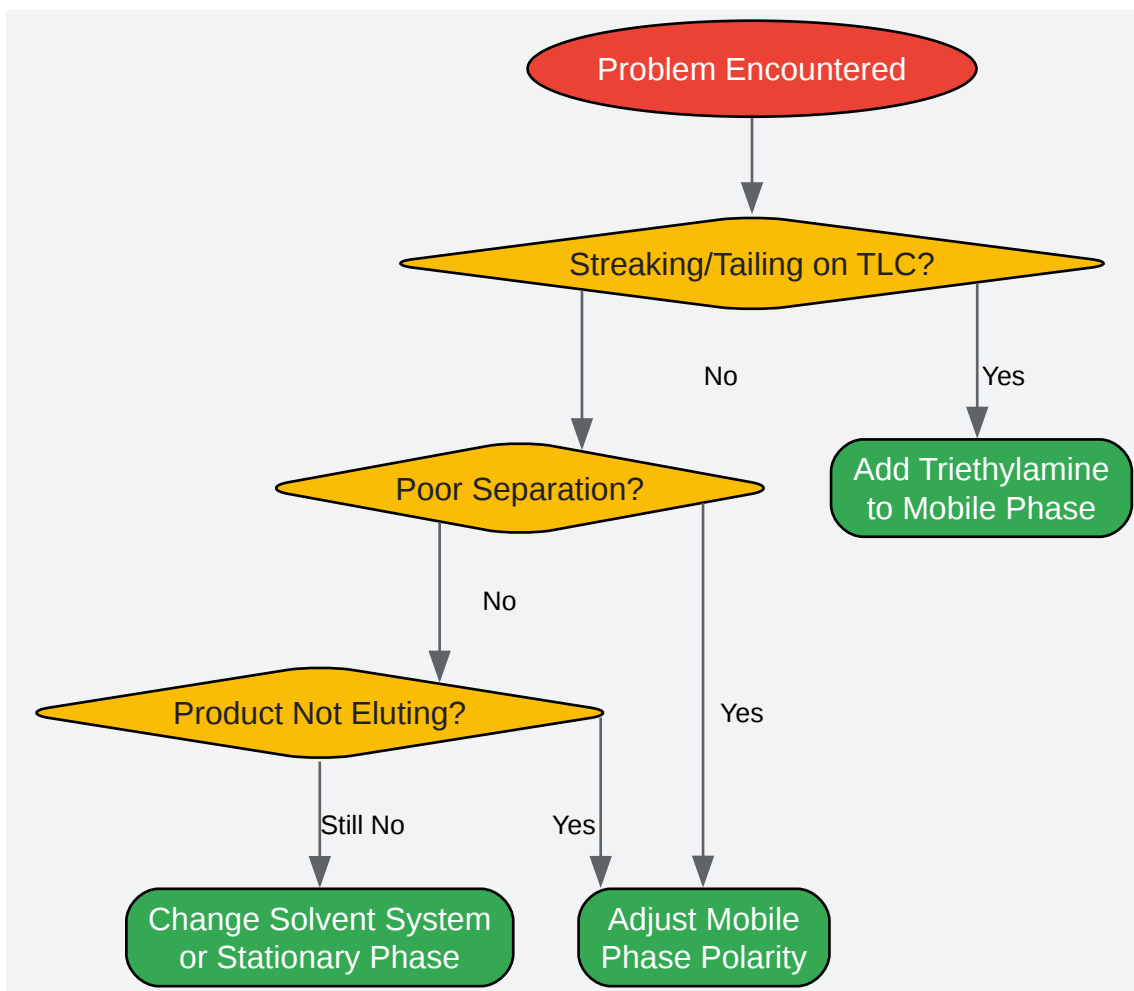 Problem Encountered
Streaking/Tailing on TLC?
No
Yes
Add Triethylamine
to Mobile Phase
Poor Separation?
No
Yes
Product Not Eluting?
Still No
Yes
Change Solvent System
or Stationary Phase
Adjust Mobile
Phase Polarity